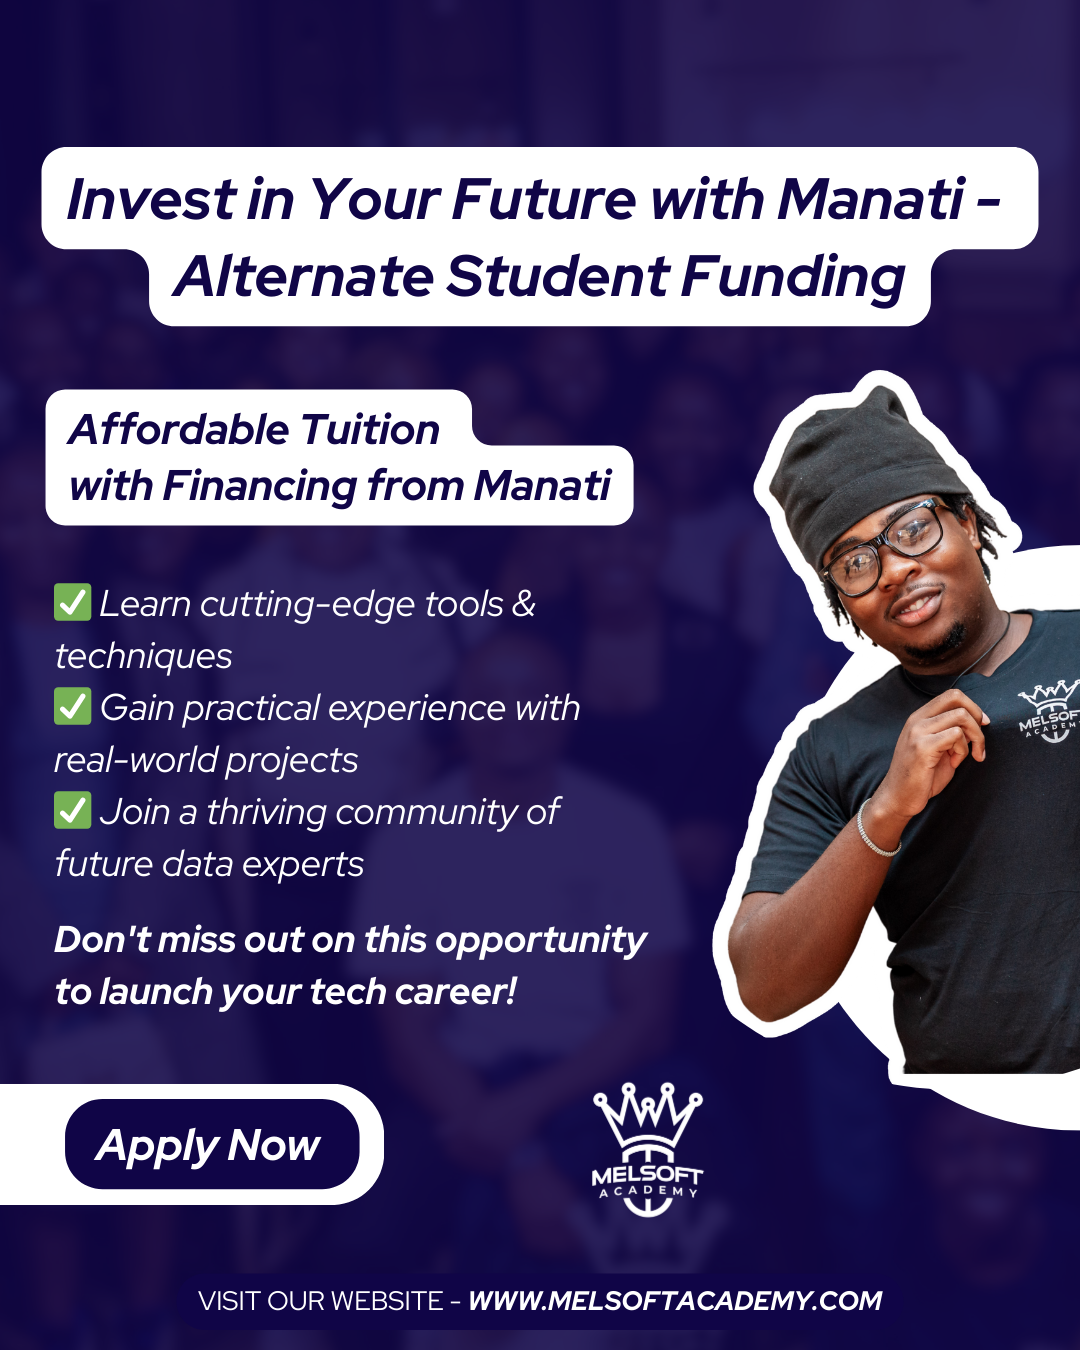 Invest in Your Future with Manati -
Alternate Student Funding
Affordable Tuition
with Financing from Manati
✅ Learn cutting-edge tools &
techniques
✅ Gain practical experience with
real-world projects
✅ Join a thriving community of
future data experts
Don't miss out on this opportunity
to launch your tech career!
MELSOFT
ACADEMY
Apply Now
MELSOFT
ACADEMY
VISIT OUR WEBSITE - WWW.MELSOFTACADEMY.COM